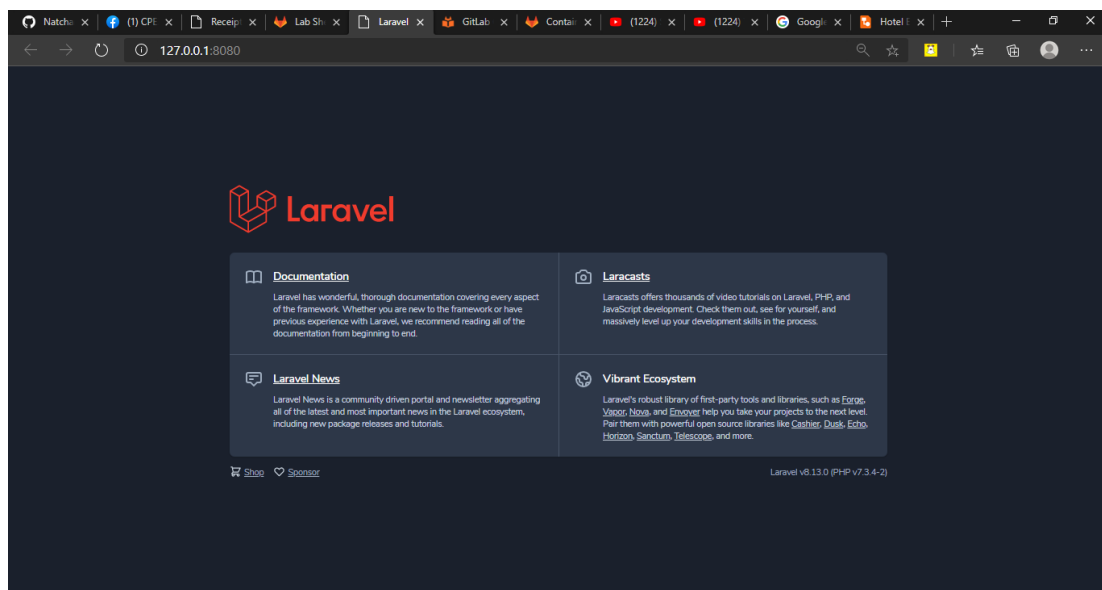 Natcha
(1) CPE
Receip
Lab Sh
Laravel
GitLab
Contai
(1224)
(1224)
Google
Hotel E
127.0.0.1:8080
Laravel
Documentation
Laravel has wonderful, thorough documentation covering every aspect
of the framework. Whether you are new to the framework or have
previous experience with Laravel, we recommend reading all of the
documentation from beginning to end.
Laracasts
Laracasts offers thousands of video tutorials on Laravel, PHP, and
JavaScript development. Check them out, see for yourself, and
massively level up your development skills in the process.
Laravel News
Laravel News is a community driven portal and newsletter aggregating
all of the latest and most important news in the Laravel ecosystem,
including new package releases and tutorials.
Vibrant Ecosystem
Laravel's robust library of first-party tools and libraries, such as Forge,
Vapor, Nova, and Envoyer help you take your projects to the next level.
Pair them with powerful open source libraries like Cashier, Dusk, Echo,
Horizon, Sanctum, Telescope, and more.
Shop Sponsor
Laravel v8.13.0 (PHP v7.3.4-2)